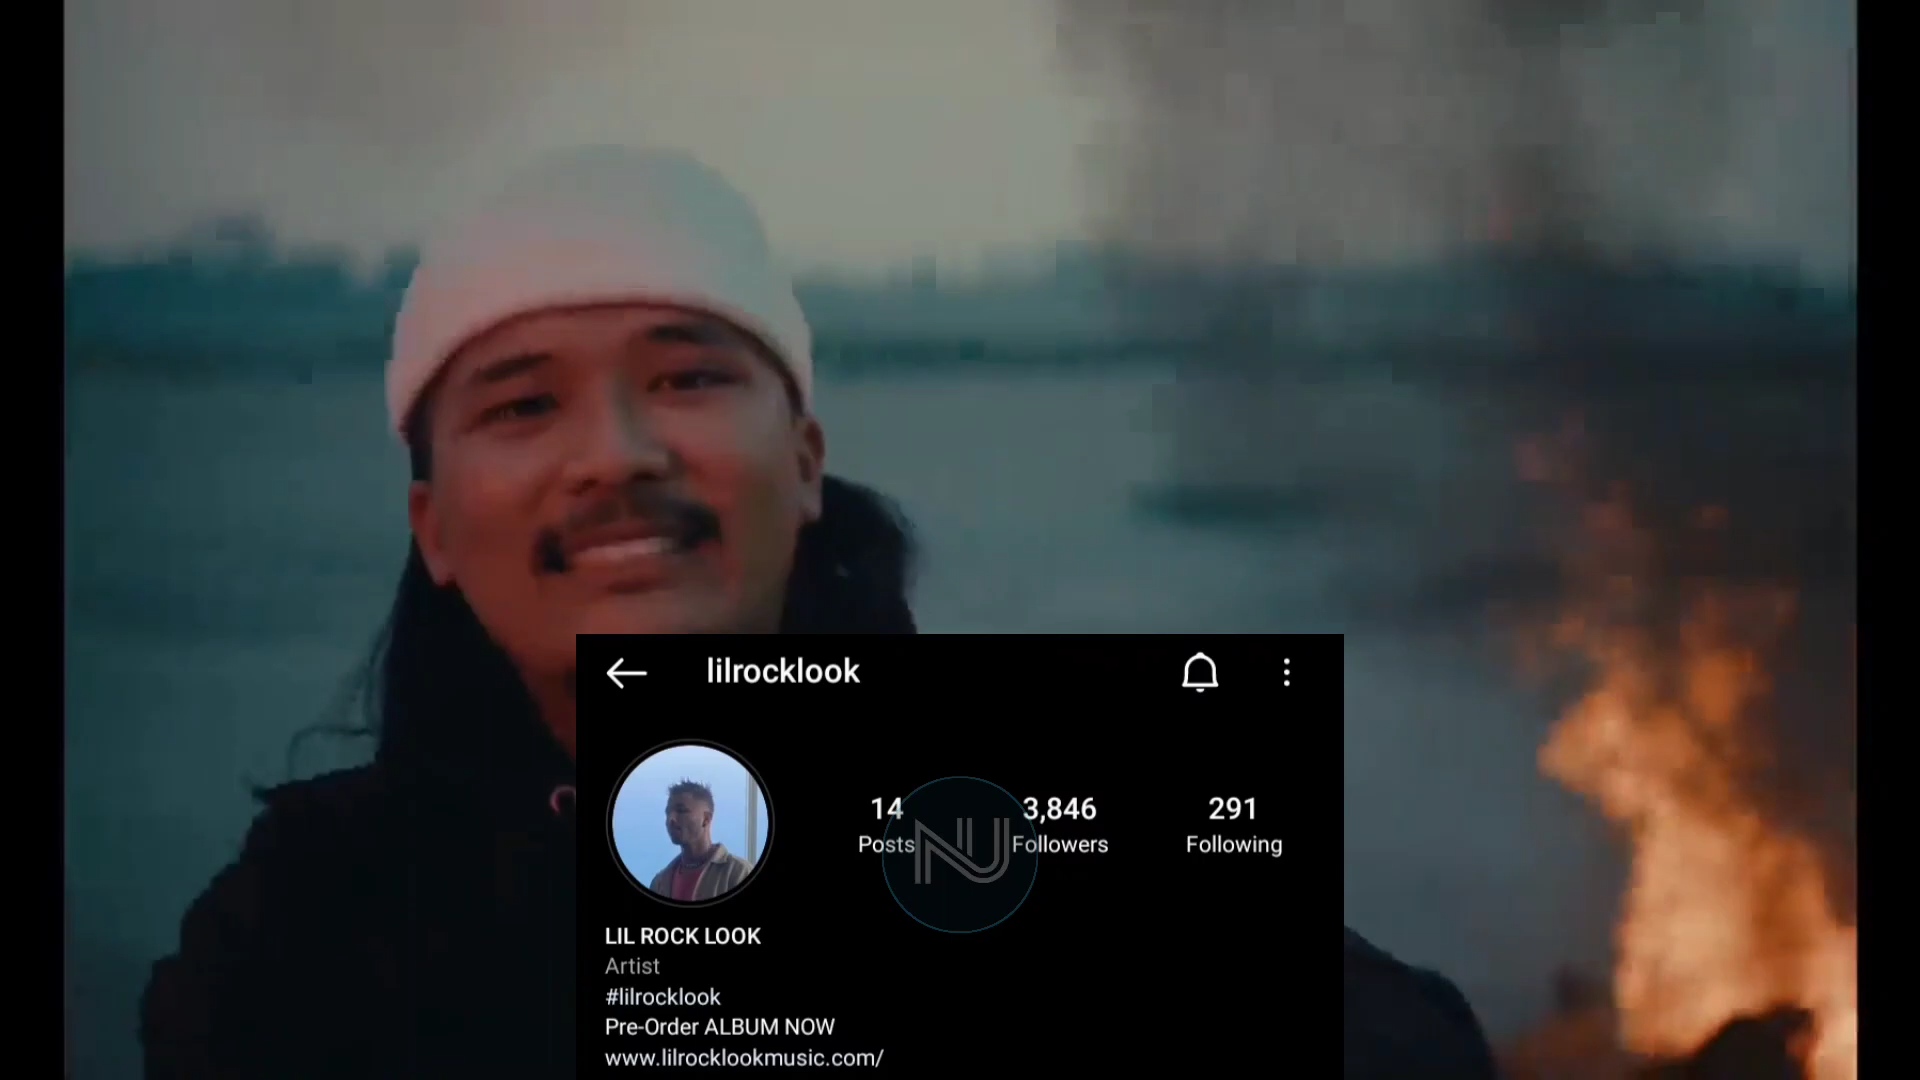 lilrocklook
14 3,846 291
Posts Followers Following
NU
LIL ROCK LOOK
Artist
#lilrocklook
Pre-Order ALBUM NOW
www.lilrocklookmusic.com/